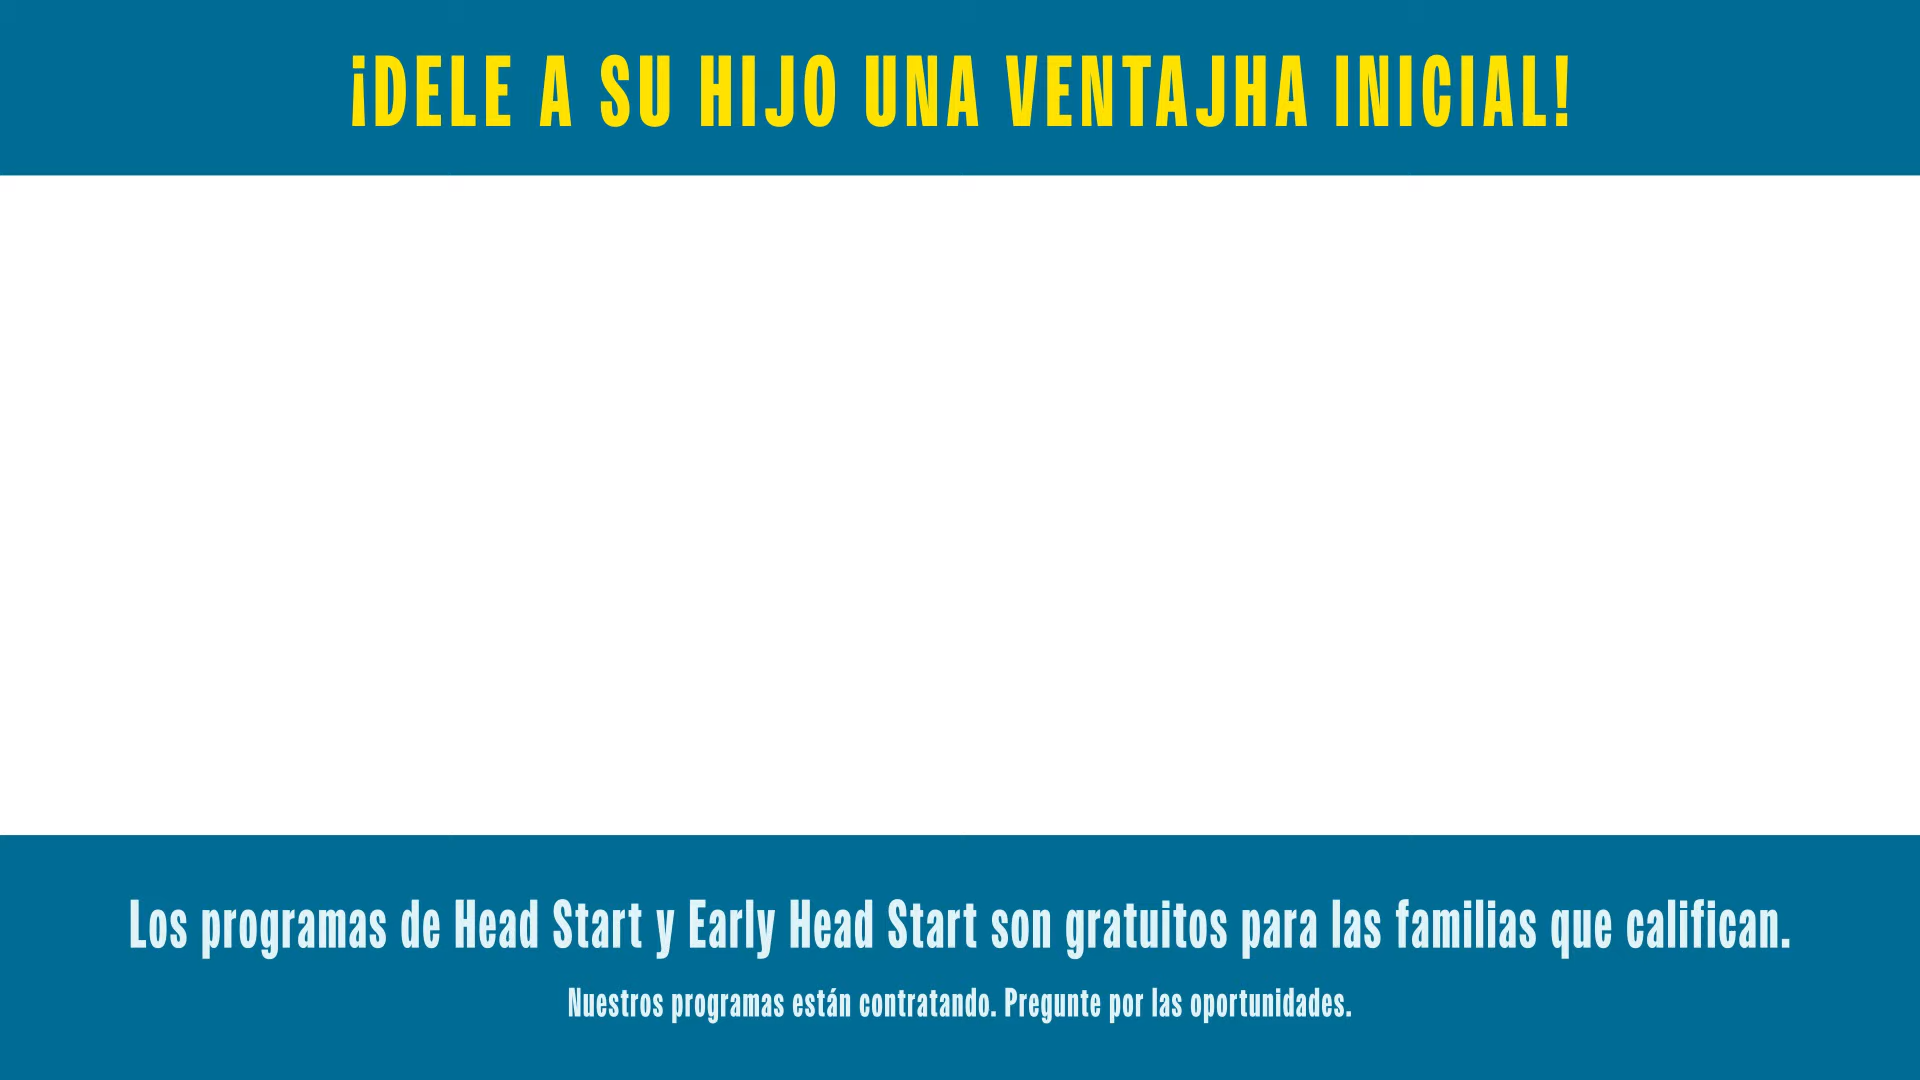 ¡DELE A SU HIJO UNA VENTAJHA INICIAL!
Los programas de Head Start y Early Head Start son gratuitos para las familias que califican.
Nuestros programas están contratando. Pregunte por las oportunidades.